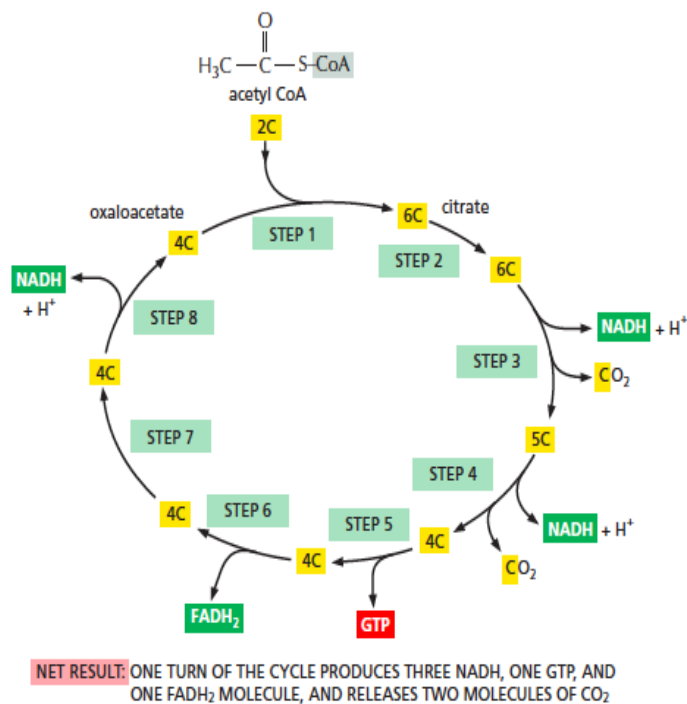 O
H₃C—C—S-CoA
acetyl CoA
2C
oxaloacetate
4C
STEP 1
6C
citrate
STEP 2
6C
NADH
+ H⁺
STEP 8
NADH + H⁺
STEP 3
CO₂
4C
5C
STEP 7
STEP 4
4C
STEP 6
STEP 5
4C
NADH + H⁺
4C
CO₂
FADH₂
GTP
NET RESULT: ONE TURN OF THE CYCLE PRODUCES THREE NADH, ONE GTP, AND
ONE FADH₂ MOLECULE, AND RELEASES TWO MOLECULES OF CO₂